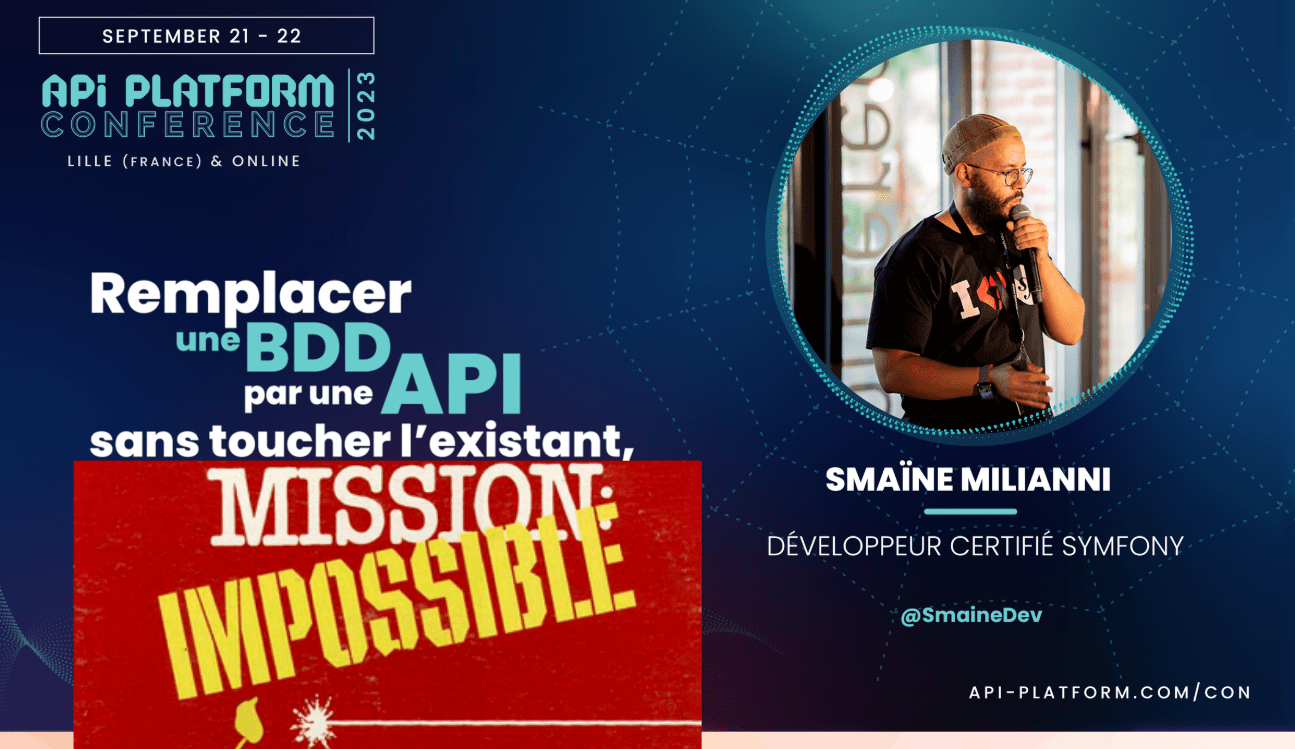 SEPTEMBER 21 - 22
APi PLATFORM
CONFERENCE
2023
LILLE (FRANCE) & ONLINE
Remplacer
une BDD
par une API
sans toucher l’existant,
MISSION:
IMPOSSIBLE
I
SMAÏNE MILIANNI
DÉVELOPPEUR CERTIFIÉ SYMFONY
@SmaineDev
API-PLATFORM.COM/CON